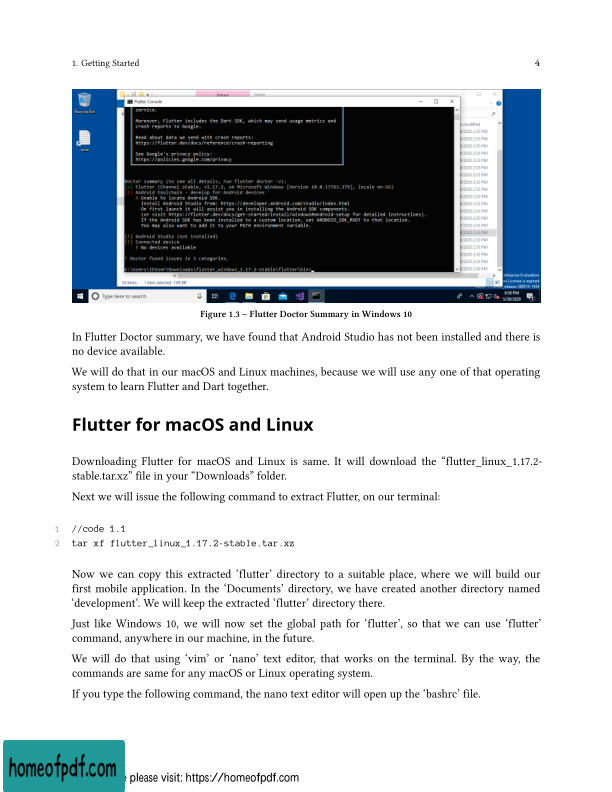 1. Getting Started 4
Recycle Bin
Flutter Console
service.
Moreover, Flutter includes the Dart SDK, which may send usage metrics and
crash reports to Google.
Read about data we send with crash reports:
https://flutter.dev/docs/reference/crash-reporting
See Google's privacy policy:
https://policies.google.com/privacy
Doctor summary (to see all details, run flutter doctor -v):
Flutter (Channel stable, v1.17.2, on Microsoft Windows [Version 10.0.17763.379], locale en-US)
Android toolchain - develop for Android devices
X Unable to locate Android SDK.
Install Android Studio from: https://developer.android.com/studio/index.html
On first launch it will assist you in installing the Android SDK components.
(or visit https://flutter.dev/docs/get-started/install/windows#android-setup for detailed instructions).
If the Android SDK has been installed to a custom location, set ANDROID_SDK_ROOT to that location.
You may also want to add it to your PATH environment variable.
[!] Android Studio (not installed)
[!] Connected device
! No devices available
! Doctor found issues in 3 categories.
C:\Users\IEUser\Downloads\flutter_windows_1.17.2-stable\flutter\bin>
Type here to search
Figure 1.3 – Flutter Doctor Summary in Windows 10
In Flutter Doctor summary, we have found that Android Studio has not been installed and there is
no device available.
We will do that in our macOS and Linux machines, because we will use any one of that operating
system to learn Flutter and Dart together.
Flutter for macOS and Linux
Downloading Flutter for macOS and Linux is same. It will download the “flutter_linux_1.17.2-
stable.tar.xz” file in your “Downloads” folder.
Next we will issue the following command to extract Flutter, on our terminal:
1 //code 1.1
2 tar xf flutter_linux_1.17.2-stable.tar.xz
Now we can copy this extracted ‘flutter’ directory to a suitable place, where we will build our
first mobile application. In the ‘Documents’ directory, we have created another directory named
‘development’. We will keep the extracted ‘flutter’ directory there.
Just like Windows 10, we will now set the global path for ‘flutter’, so that we can use ‘flutter’
command, anywhere in our machine, in the future.
We will do that using ‘vim’ or ‘nano’ text editor, that works on the terminal. By the way, the
commands are same for any macOS or Linux operating system.
If you type the following command, the nano text editor will open up the ‘bashrc’ file.
homeofpdf.com
please visit: https://homeofpdf.com